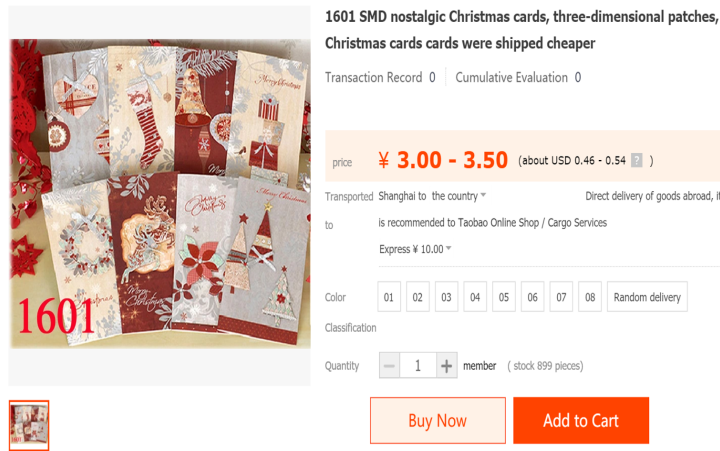 1601 SMD nostalgic Christmas cards, three-dimensional patches,
Christmas cards cards were shipped cheaper
Transaction Record 0 Cumulative Evaluation 0
price ¥ 3.00 - 3.50 (about USD 0.46 - 0.54 ? )
Transported Shanghai to the country Direct delivery of goods abroad, it
to is recommended to Taobao Online Shop / Cargo Services
Express ¥ 10.00
Color 01 02 03 04 05 06 07 08 Random delivery
Classification
Quantity − 1 + member ( stock 899 pieces)
Buy Now Add to Cart
Merry Christmas
Merry Christmas
Merry Christmas
1601